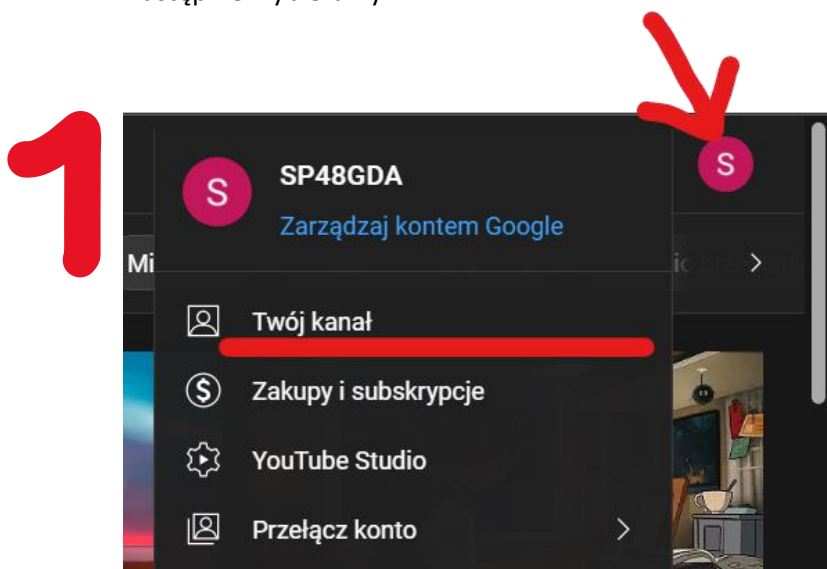 1
S
S
SP48GDA
Zarządzaj kontem Google
Mi
Twój kanał
$
Zakupy i subskrypcje
YouTube Studio
Przełącz konto